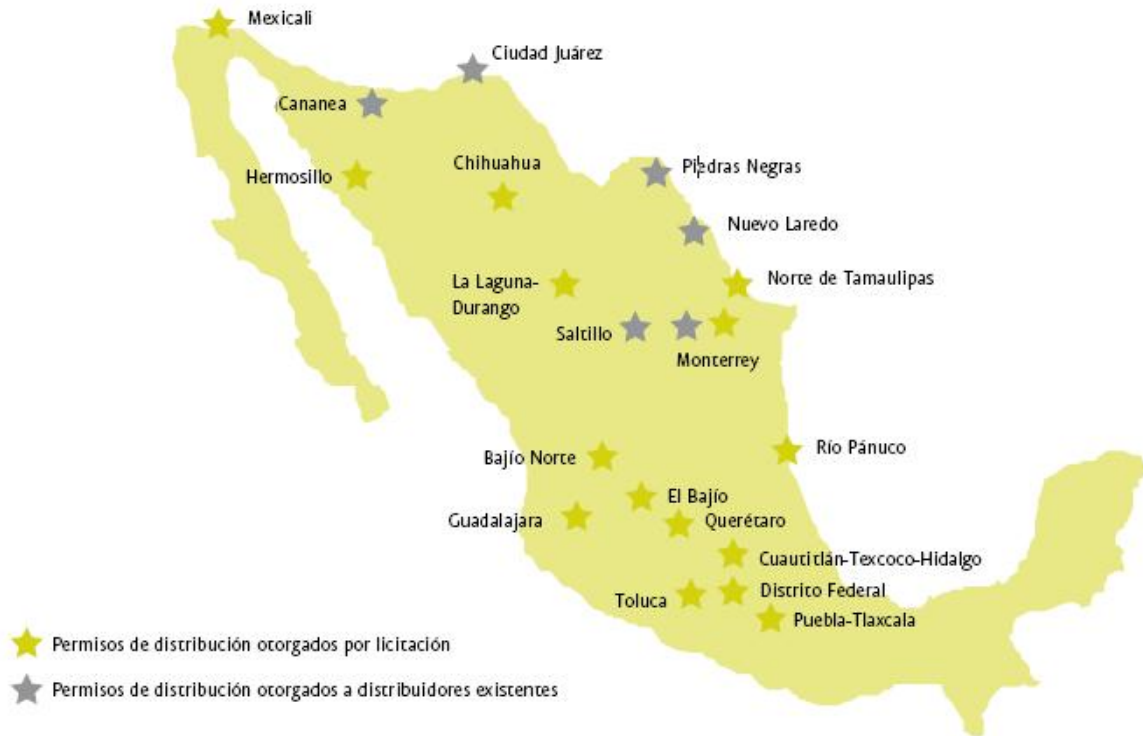 Mexicali
Ciudad Juárez
Cananea
Chihuahua
Piedras Negras
Hermosillo
Nuevo Laredo
La Laguna-
Durango
Norte de Tamaulipas
Saltillo
Monterrey
Bajío Norte
Río Pánuco
El Bajío
Guadalajara
Querétaro
Cuautitlán-Texcoco-Hidalgo
Toluca
Distrito Federal
Puebla-Tlaxcala
Permisos de distribución otorgados por licitación
Permisos de distribución otorgados a distribuidores existentes